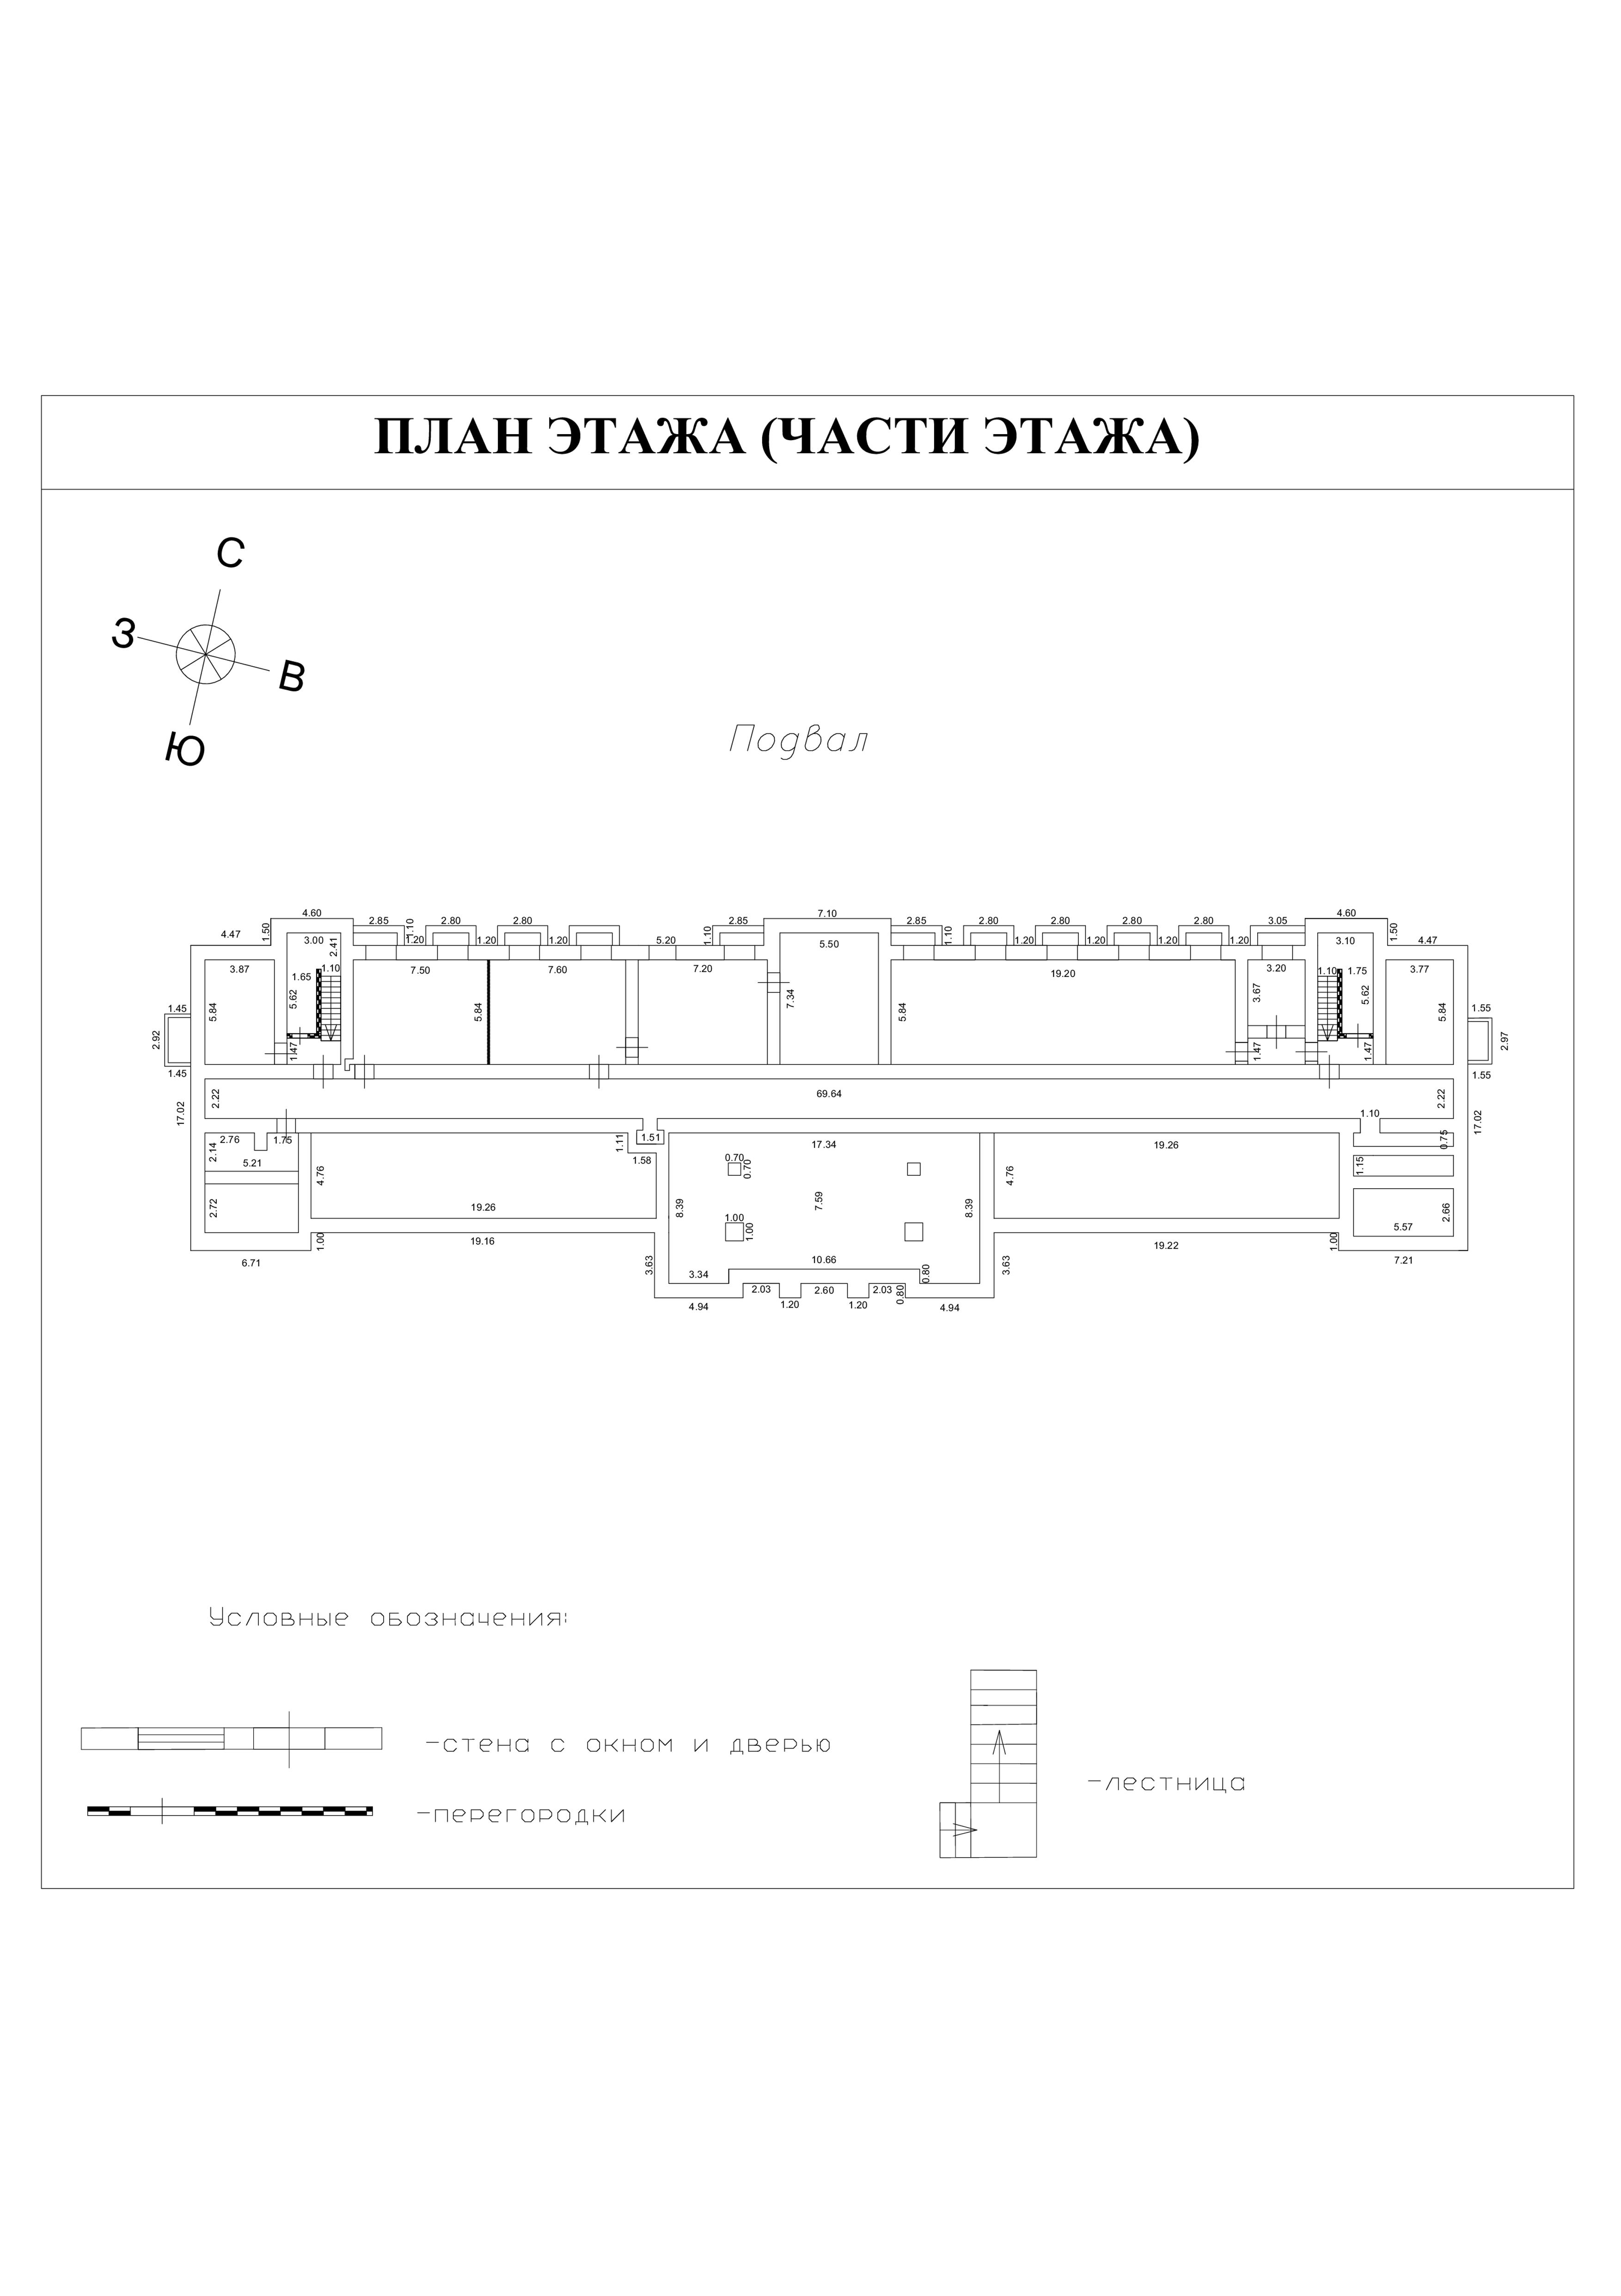 ПЛАН ЭТАЖА (ЧАСТИ ЭТАЖА)
С
З
В
Ю
Подвал
4.60 7.10 4.60
4.47 1.50 2.85 1.10 2.80 2.80 2.85 2.85 2.80 2.80 2.80 2.80 3.05 1.50 4.47
3.00 2.41 1.20 1.20 1.20 5.20 1.10 5.50 1.10 1.20 1.20 1.20 1.20 3.10
3.87 1.65 1.10 7.50 7.60 7.20 19.20 3.20 1.10 1.75 3.77
1.45 5.84 5.62 5.84 7.34 5.84 3.67 5.62 5.84 1.55
2.92 1.47 1.47 1.47 2.97
1.45 1.55
17.02 2.22 69.64 2.22 17.02
1.10
2.76 1.75 1.11 1.51 17.34 19.26 0.75
2.14 5.21 1.58 0.70 0.70 1.15
4.76 4.76
2.72 19.26 8.39 7.59 8.39 2.66
1.00 1.00 5.57
1.00 19.16 19.22 1.00
6.71 3.63 10.66 3.63 7.21
3.34 0.80
2.03 2.60 2.03 0.80
4.94 1.20 1.20 4.94
Условные обозначения:
-стена с окном и дверью
-лестница
-перегородки